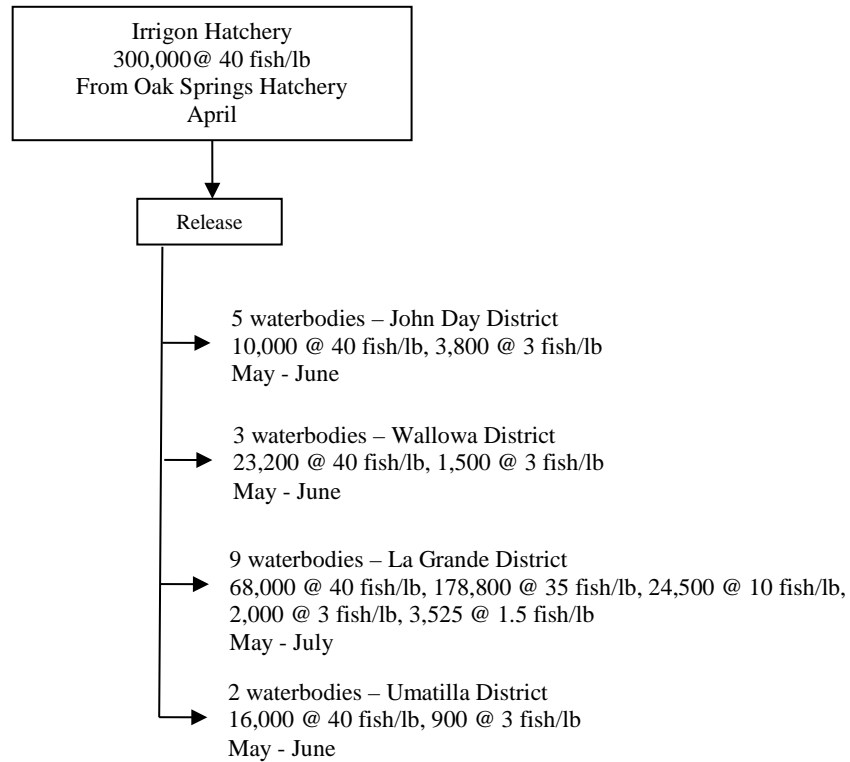 Irrigon Hatchery
300,000@ 40 fish/lb
From Oak Springs Hatchery
April
Release
5 waterbodies – John Day District
10,000 @ 40 fish/lb, 3,800 @ 3 fish/lb
May - June
3 waterbodies – Wallowa District
23,200 @ 40 fish/lb, 1,500 @ 3 fish/lb
May - June
9 waterbodies – La Grande District
68,000 @ 40 fish/lb, 178,800 @ 35 fish/lb, 24,500 @ 10 fish/lb,
2,000 @ 3 fish/lb, 3,525 @ 1.5 fish/lb
May - July
2 waterbodies – Umatilla District
16,000 @ 40 fish/lb, 900 @ 3 fish/lb
May - June